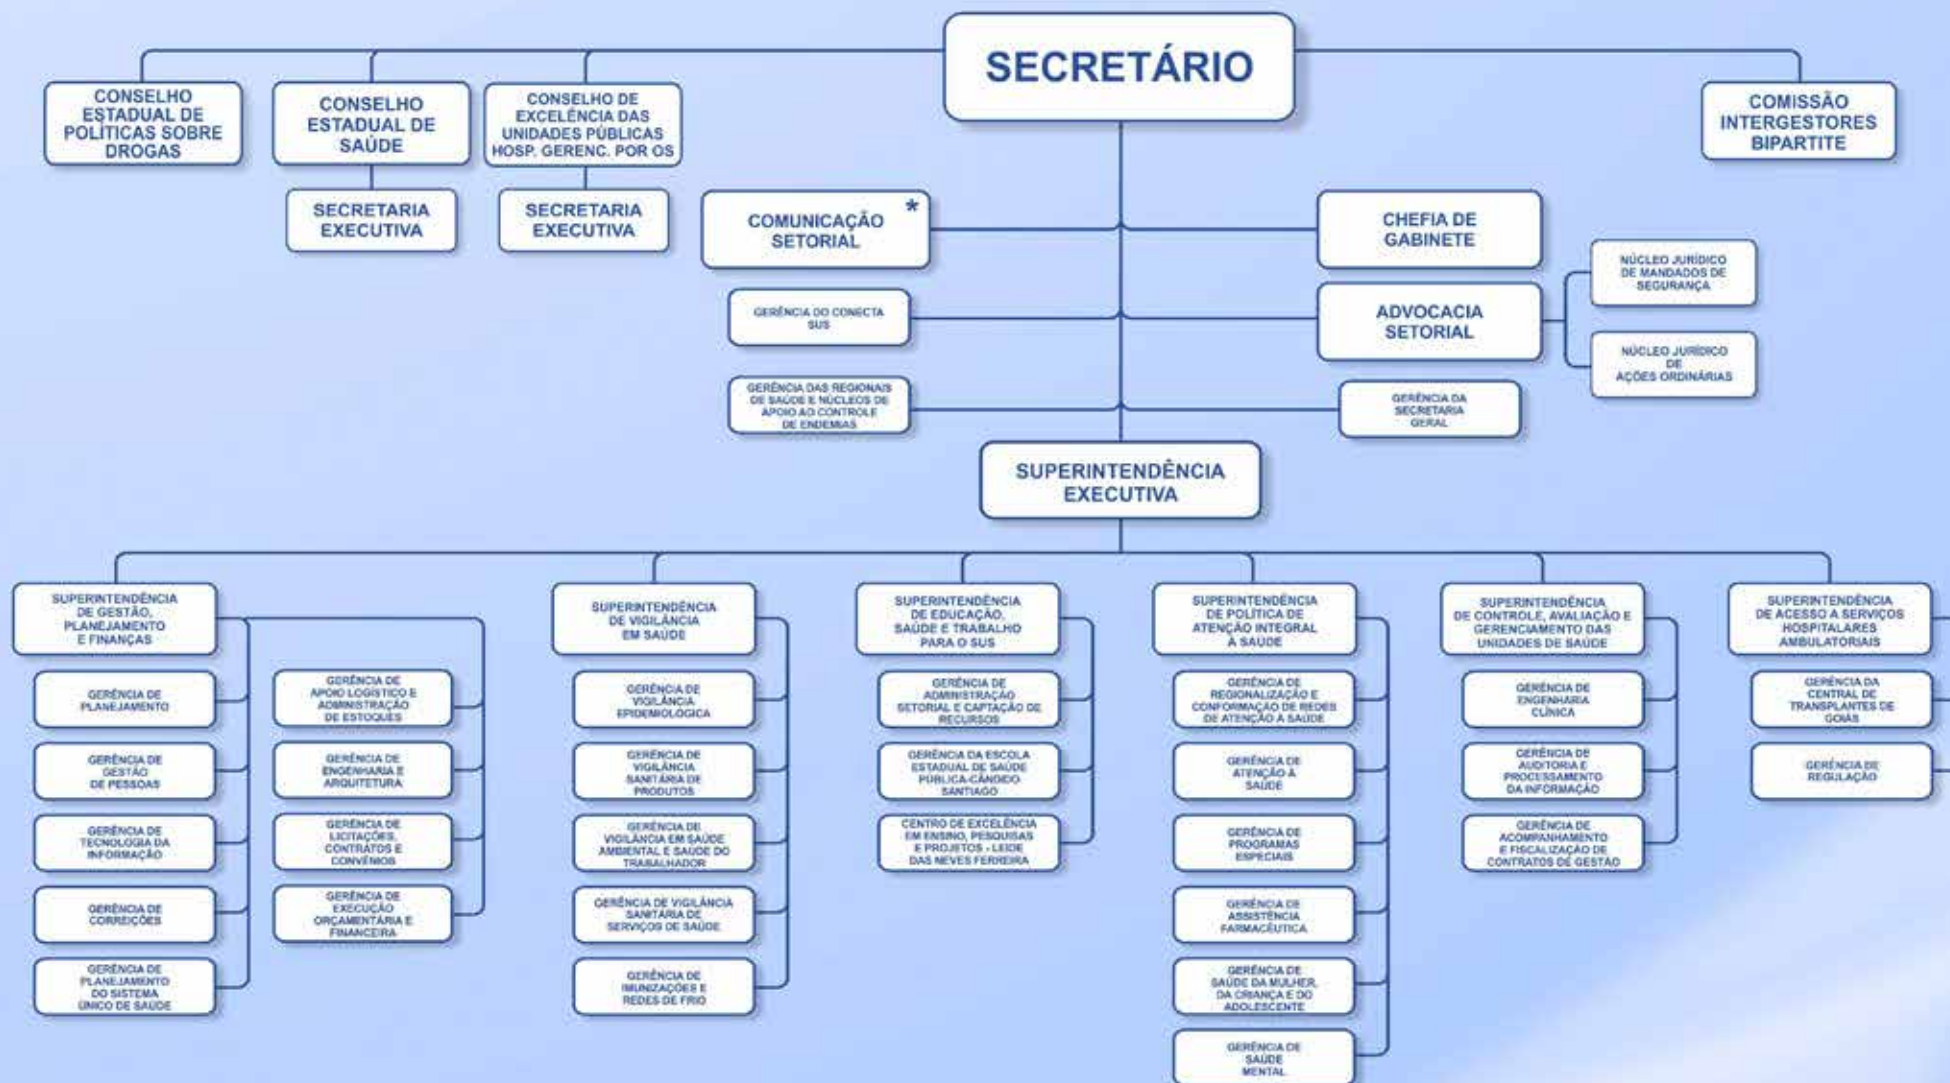 SECRETÁRIO
CONSELHO
ESTADUAL DE
POLÍTICAS SOBRE
DROGAS
CONSELHO
ESTADUAL DE
SAÚDE
CONSELHO DE
EXCELÊNCIA DAS
UNIDADES PÚBLICAS
HOSP. GERENC. POR OS
COMISSÃO
INTERGESTORES
BIPARTITE
SECRETARIA
EXECUTIVA
SECRETARIA
EXECUTIVA
COMUNICAÇÃO *
SETORIAL
CHEFIA DE
GABINETE
NÚCLEO JURÍDICO
DE MANDADOS DE
SEGURANÇA
GERÊNCIA DO CONECTA
SUS
ADVOCACIA
SETORIAL
NÚCLEO JURÍDICO
DE
AÇÕES ORDINÁRIAS
GERÊNCIA DAS REGIONAIS
DE SAÚDE E NÚCLEOS DE
APOIO AO CONTROLE
DE ENDEMIAS
GERÊNCIA DA
SECRETARIA
GERAL
SUPERINTENDÊNCIA
EXECUTIVA
SUPERINTENDÊNCIA
DE GESTÃO,
PLANEJAMENTO
E FINANÇAS
GERÊNCIA DE
PLANEJAMENTO
GERÊNCIA DE
GESTÃO
DE PESSOAS
GERÊNCIA DE
TECNOLOGIA DA
INFORMAÇÃO
GERÊNCIA DE
CORREIÇÕES
GERÊNCIA DE
PLANEJAMENTO
DO SISTEMA
ÚNICO DE SAÚDE
GERÊNCIA DE
APOIO LOGÍSTICO E
ADMINISTRAÇÃO
DE ESTOQUES
GERÊNCIA DE
ENGENHARIA E
ARQUITETURA
GERÊNCIA DE
LICITAÇÕES,
CONTRATOS E
CONVÊNIOS
GERÊNCIA DE
EXECUÇÃO
ORÇAMENTÁRIA E
FINANCEIRA
SUPERINTENDÊNCIA
DE VIGILÂNCIA
EM SAÚDE
GERÊNCIA DE
VIGILÂNCIA
EPIDEMIOLÓGICA
GERÊNCIA DE
VIGILÂNCIA
SANITÁRIA DE
PRODUTOS
GERÊNCIA DE
VIGILÂNCIA EM SAÚDE
AMBIENTAL E SAÚDE DO
TRABALHADOR
GERÊNCIA DE VIGILÂNCIA
SANITÁRIA DE
SERVIÇOS DE SAÚDE
GERÊNCIA DE
IMUNIZAÇÕES E
REDES DE FRIO
SUPERINTENDÊNCIA
DE EDUCAÇÃO,
SAÚDE E TRABALHO
PARA O SUS
GERÊNCIA DE
ADMINISTRAÇÃO
SETORIAL E CAPTAÇÃO DE
RECURSOS
GERÊNCIA DA ESCOLA
ESTADUAL DE SAÚDE
PÚBLICA-CÂNDIDO
SANTIAGO
CENTRO DE EXCELÊNCIA
EM ENSINO, PESQUISAS
E PROJETOS - LEIDE
DAS NEVES FERREIRA
SUPERINTENDÊNCIA
DE POLÍTICA DE
ATENÇÃO INTEGRAL
À SAÚDE
GERÊNCIA DE
REGIONALIZAÇÃO E
CONFORMAÇÃO DE REDES
DE ATENÇÃO À SAÚDE
GERÊNCIA DE
ATENÇÃO À
SAÚDE
GERÊNCIA DE
PROGRAMAS
ESPECIAIS
GERÊNCIA DE
ASSISTÊNCIA
FARMACÊUTICA
GERÊNCIA DE
SAÚDE DA MULHER,
DA CRIANÇA E DO
ADOLESCENTE
GERÊNCIA DE
SAÚDE
MENTAL
SUPERINTENDÊNCIA
DE CONTROLE, AVALIAÇÃO E
GERENCIAMENTO DAS
UNIDADES DE SAÚDE
GERÊNCIA DE
ENGENHARIA
CLÍNICA
GERÊNCIA DE
AUDITORIA E
PROCESSAMENTO
DA INFORMAÇÃO
GERÊNCIA DE
ACOMPANHAMENTO
E FISCALIZAÇÃO DE
CONTRATOS DE GESTÃO
SUPERINTENDÊNCIA
DE ACESSO A SERVIÇOS
HOSPITALARES
AMBULATORIAIS
GERÊNCIA DA
CENTRAL DE
TRANSPLANTES DE
GOIÁS
GERÊNCIA DE
REGULAÇÃO